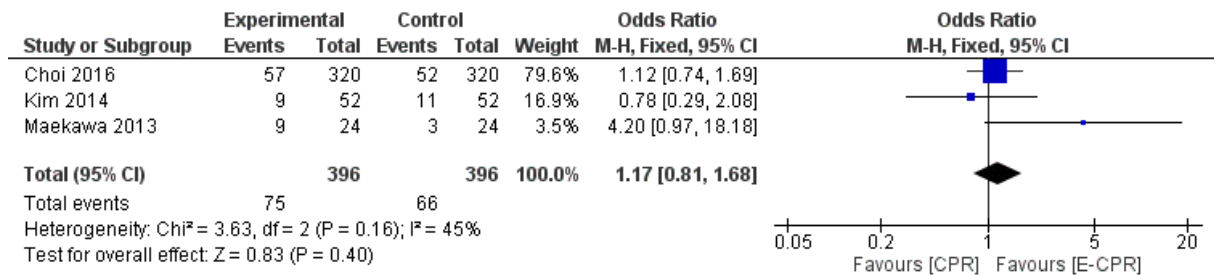 Experimental Control Odds Ratio Odds Ratio
Study or Subgroup Events Total Events Total Weight M-H, Fixed, 95% CI M-H, Fixed, 95% CI
Choi 2016 57 320 52 320 79.6% 1.12 [0.74, 1.69]
Kim 2014 9 52 11 52 16.9% 0.78 [0.29, 2.08]
Maekawa 2013 9 24 3 24 3.5% 4.20 [0.97, 18.18]
Total (95% CI) 396 396 100.0% 1.17 [0.81, 1.68]
Total events 75 66
Heterogeneity: Chi² = 3.63, df = 2 (P = 0.16); I² = 45%
Test for overall effect: Z = 0.83 (P = 0.40)
0.05 0.2 1 5 20
Favours [CPR] Favours [E-CPR]